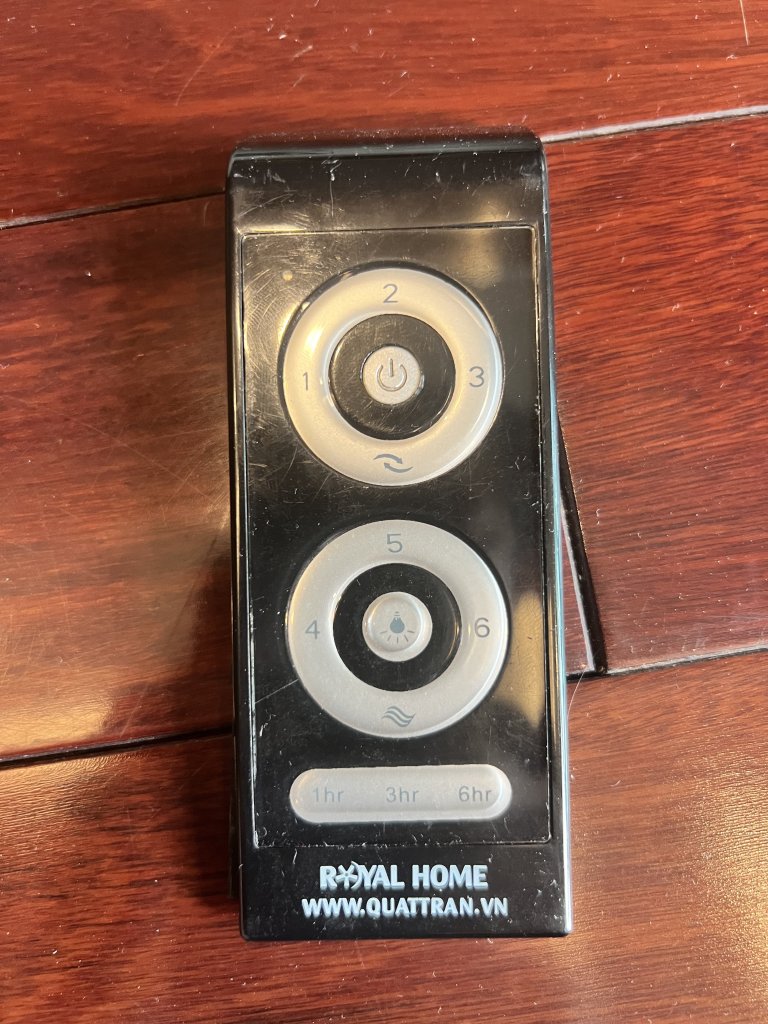 2
1 3
5
4 6
1hr 3hr 6hr
ROYAL HOME
WWW.QUATTRAN.VN